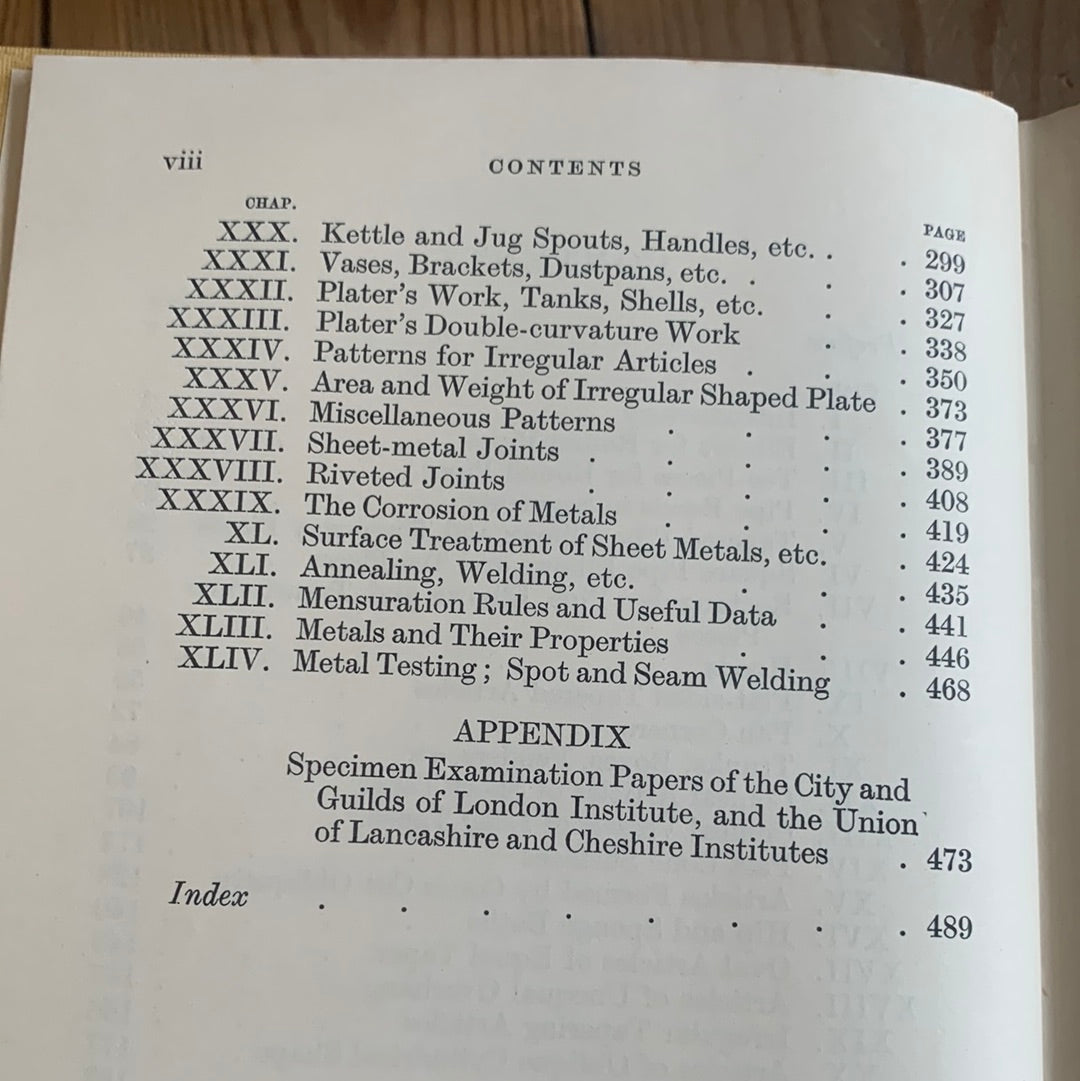 viii CONTENTS
CHAP. PAGE
XXX. Kettle and Jug Spouts, Handles, etc. . . 299
XXXI. Vases, Brackets, Dustpans, etc. . . . 307
XXXII. Plater's Work, Tanks, Shells, etc. . . 327
XXXIII. Plater's Double-curvature Work . . 338
XXXIV. Patterns for Irregular Articles . . . 350
XXXV. Area and Weight of Irregular Shaped Plate . 373
XXXVI. Miscellaneous Patterns . . . . 377
XXXVII. Sheet-metal Joints . . . . . 389
XXXVIII. Riveted Joints . . . . . 408
XXXIX. The Corrosion of Metals . . . . 419
XL. Surface Treatment of Sheet Metals, etc. . 424
XLI. Annealing, Welding, etc. . . . 435
XLII. Mensuration Rules and Useful Data . . 441
XLIII. Metals and Their Properties . . . 446
XLIV. Metal Testing; Spot and Seam Welding . 468
APPENDIX
Specimen Examination Papers of the City and
Guilds of London Institute, and the Union
of Lancashire and Cheshire Institutes . 473
Index . . . . . . . . 489